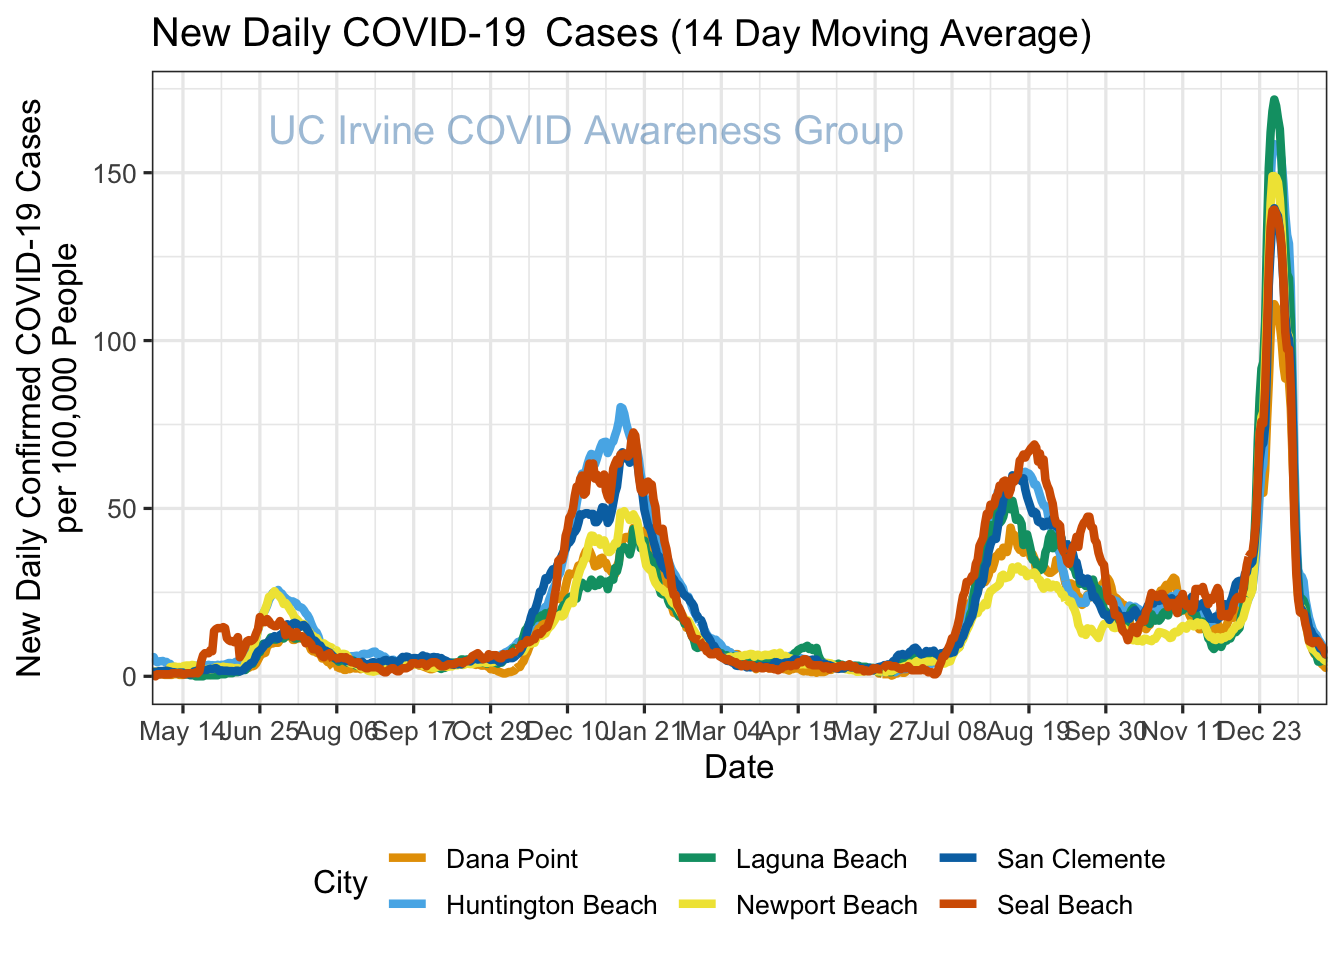 New Daily COVID-19  Cases (14 Day Moving Average)
UC Irvine COVID Awareness Group
New Daily Confirmed COVID-19 Cases
per 100,000 People
150
100
50
0
May 14 Jun 25 Aug 06 Sep 17 Oct 29 Dec 10 Jan 21 Mar 04 Apr 15 May 27 Jul 08 Aug 19 Sep 30 Nov 11 Dec 23
Date
City
Dana Point Laguna Beach San Clemente
Huntington Beach Newport Beach Seal Beach